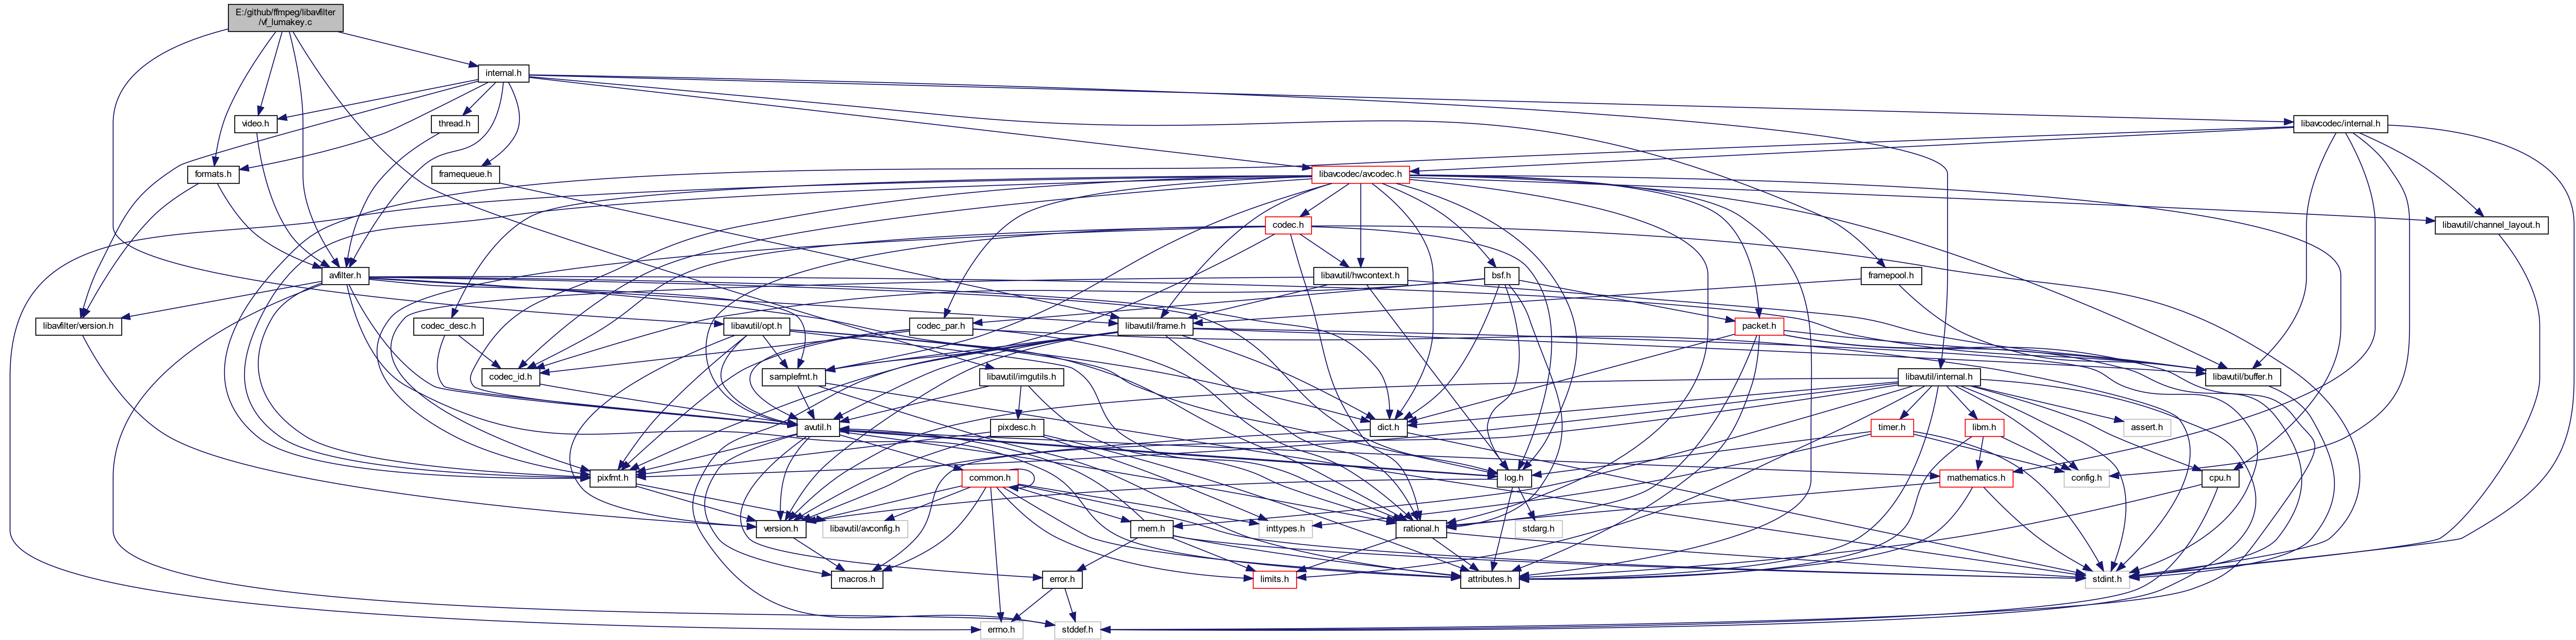 E:/github/ffmpeg/libavfilter
/vf_lumakey.c
internal.h
video.h
thread.h
libavcodec/internal.h
formats.h
framequeue.h
libavcodec/avcodec.h
codec.h
libavutil/channel_layout.h
avfilter.h
libavutil/hwcontext.h
bsf.h
framepool.h
libavfilter/version.h
codec_desc.h
libavutil/opt.h
codec_par.h
libavutil/frame.h
packet.h
codec_id.h
samplefmt.h
libavutil/imgutils.h
libavutil/internal.h
libavutil/buffer.h
avutil.h
pixdesc.h
dict.h
timer.h
libm.h
assert.h
pixfmt.h
common.h
log.h
mathematics.h
config.h
cpu.h
version.h
libavutil/avconfig.h
mem.h
inttypes.h
rational.h
stdarg.h
macros.h
error.h
limits.h
attributes.h
stdint.h
errno.h
stddef.h